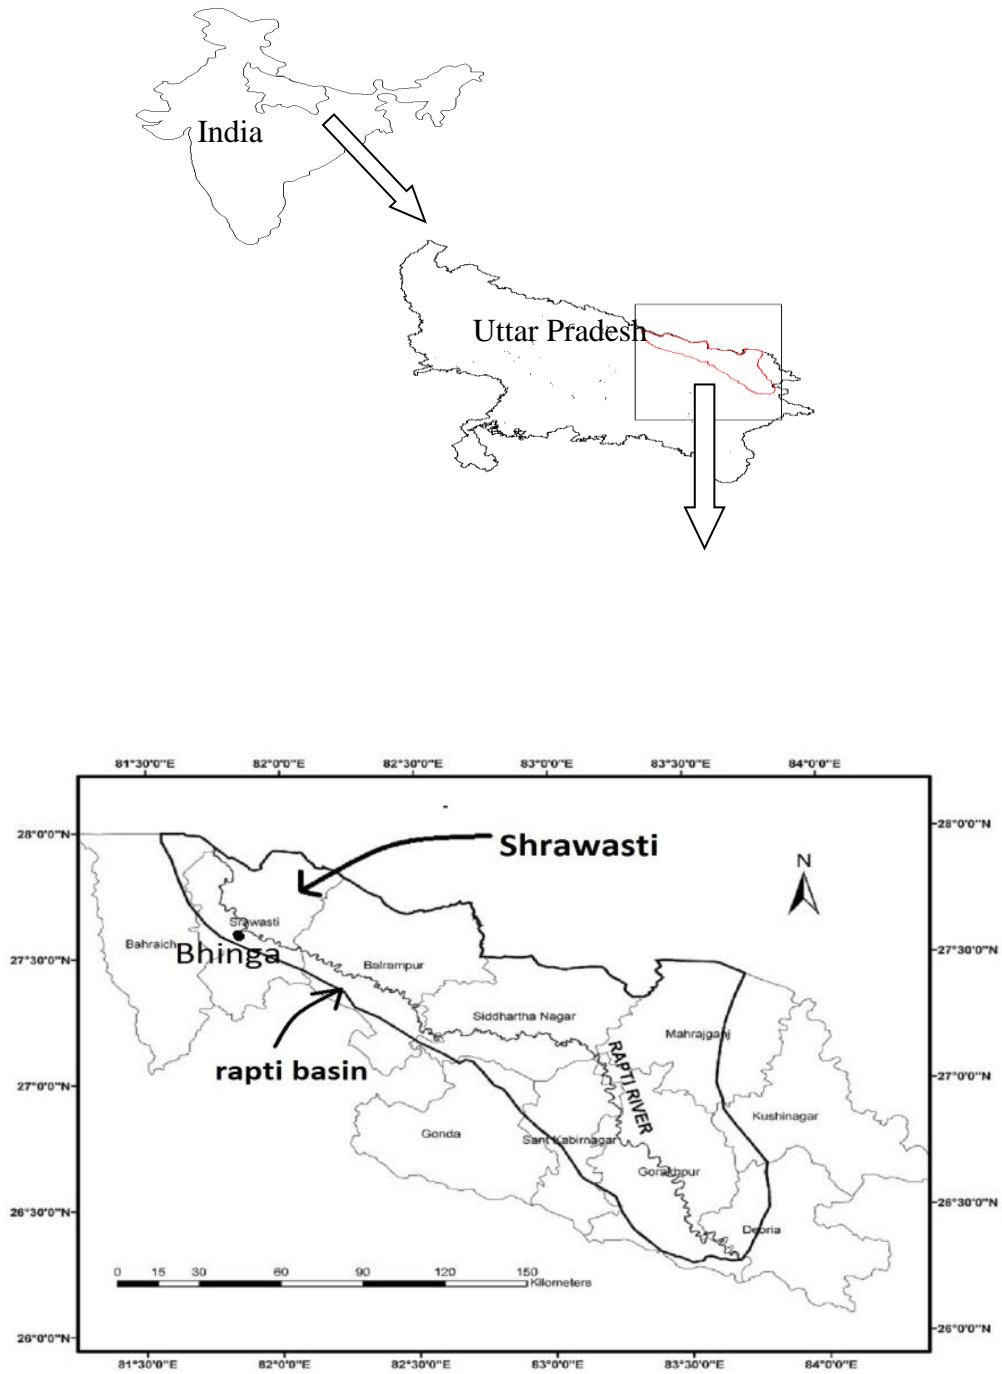 India
Uttar Pradesh
81°30'0"E 82°0'0"E 82°30'0"E 83°0'0"E 83°30'0"E 84°0'0"E
28°0'0"N
28°0'0"N
Shrawasti
N
Srawasti
Bahraich
Bhinga
27°30'0"N
27°30'0"N
Balrampur
Siddhartha Nagar
Mahrajganj
rapti basin
RAPTI RIVER
27°0'0"N
27°0'0"N
Kushinagar
Gonda
Sant Kabirnagar
Gorakhpur
26°30'0"N
26°30'0"N
Deoria
0 15 30 60 90 120 150
Kilometers
26°0'0"N
26°0'0"N
81°30'0"E 82°0'0"E 82°30'0"E 83°0'0"E 83°30'0"E 84°0'0"E